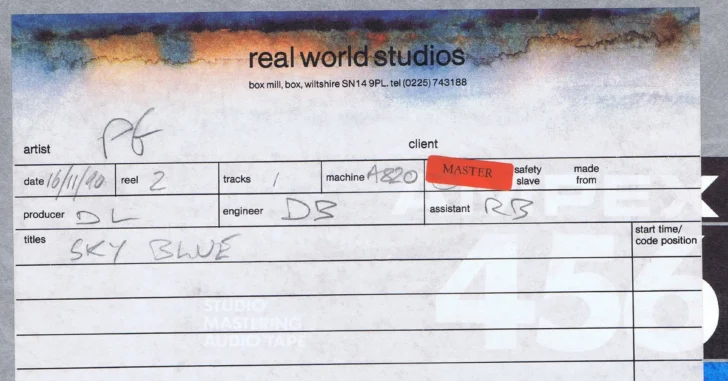 real world studios
box mill, box, wiltshire SN14 9PL. tel (0225) 743188
artist PG client
date 16/11/90 reel 2 tracks 1 machine A820 MASTER safety slave made from
producer DL engineer DB assistant RB
titles SKY BLUE start time/ code position
STUDIO
MASTERING
AUDIO TAPE
456